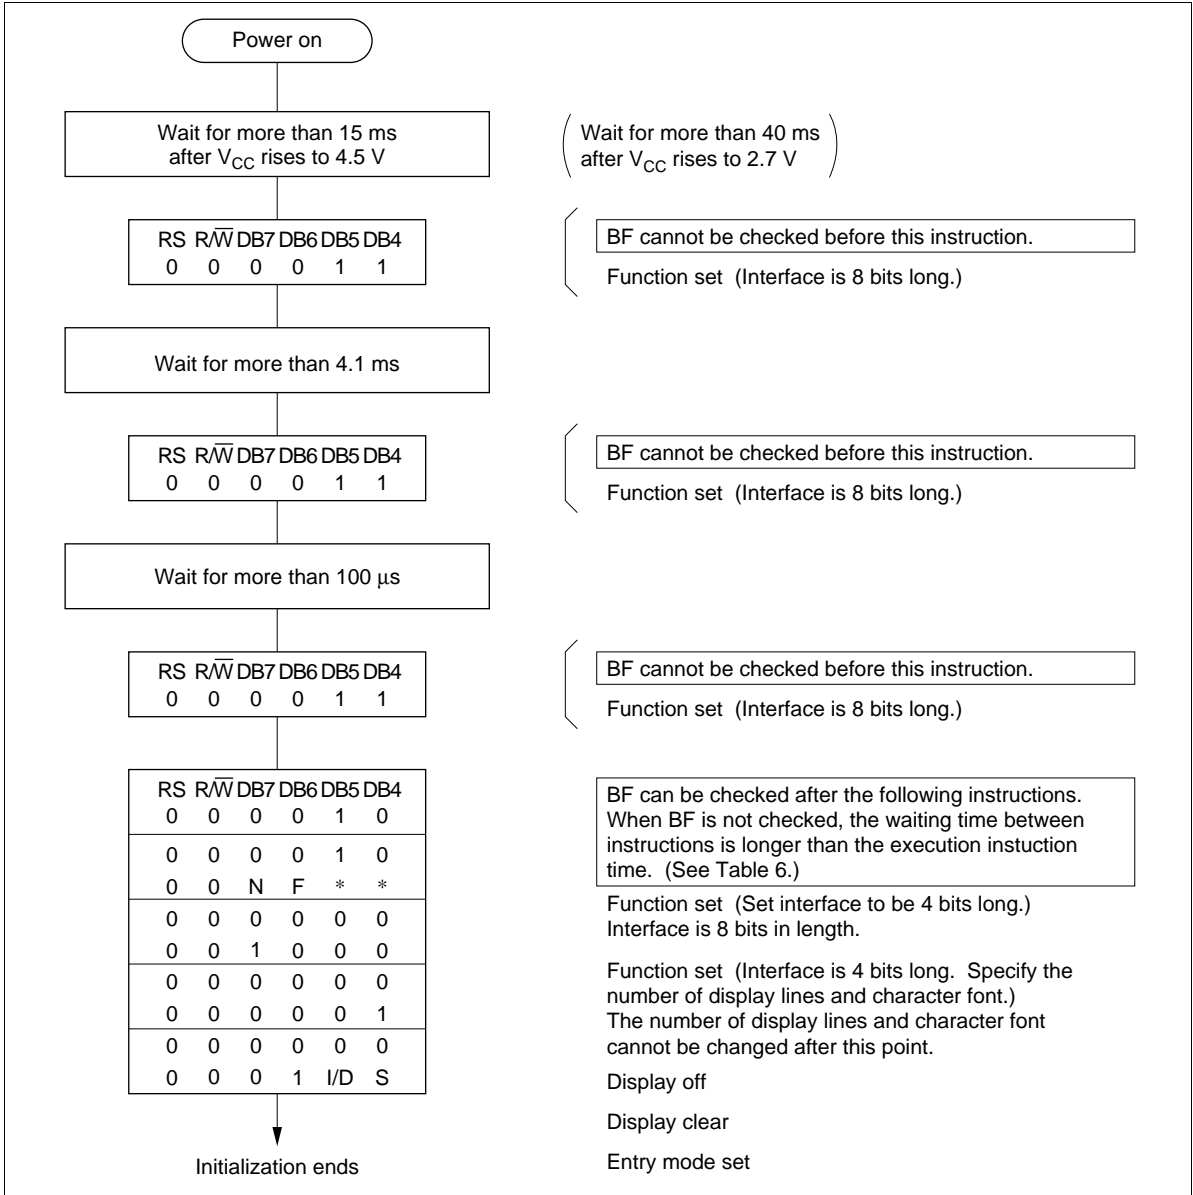 Power on
Wait for more than 15 ms
after VCC rises to 4.5 V
Wait for more than 40 ms
after VCC rises to 2.7 V
RS R/W̅ DB7 DB6 DB5 DB4
0 0 0 0 1 1
BF cannot be checked before this instruction.
Function set (Interface is 8 bits long.)
Wait for more than 4.1 ms
RS R/W̅ DB7 DB6 DB5 DB4
0 0 0 0 1 1
BF cannot be checked before this instruction.
Function set (Interface is 8 bits long.)
Wait for more than 100 µs
RS R/W̅ DB7 DB6 DB5 DB4
0 0 0 0 1 1
BF cannot be checked before this instruction.
Function set (Interface is 8 bits long.)
RS R/W̅ DB7 DB6 DB5 DB4
0 0 0 0 1 0
0 0 0 0 1 0
0 0 N F * *
0 0 0 0 0 0
0 0 1 0 0 0
0 0 0 0 0 0
0 0 0 0 0 1
0 0 0 0 0 0
0 0 0 1 I/D S
BF can be checked after the following instructions.
When BF is not checked, the waiting time between
instructions is longer than the execution instuction
time. (See Table 6.)
Function set (Set interface to be 4 bits long.)
Interface is 8 bits in length.
Function set (Interface is 4 bits long. Specify the
number of display lines and character font.)
The number of display lines and character font
cannot be changed after this point.
Display off
Display clear
Entry mode set
Initialization ends